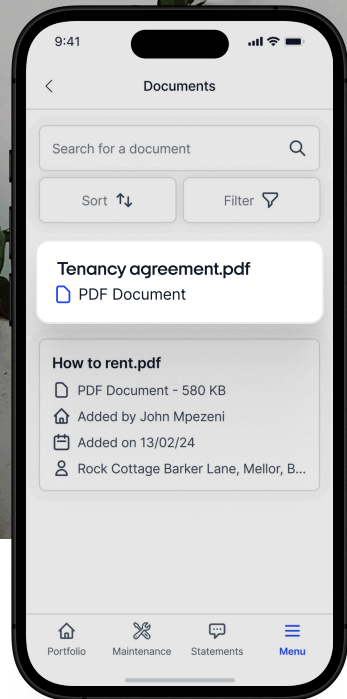 9:41
Documents
Search for a document
Sort
Filter
Tenancy agreement.pdf
PDF Document
How to rent.pdf
PDF Document - 580 KB
Added by John Mpezeni
Added on 13/02/24
Rock Cottage Barker Lane, Mellor, B...
Portfolio Maintenance Statements Menu